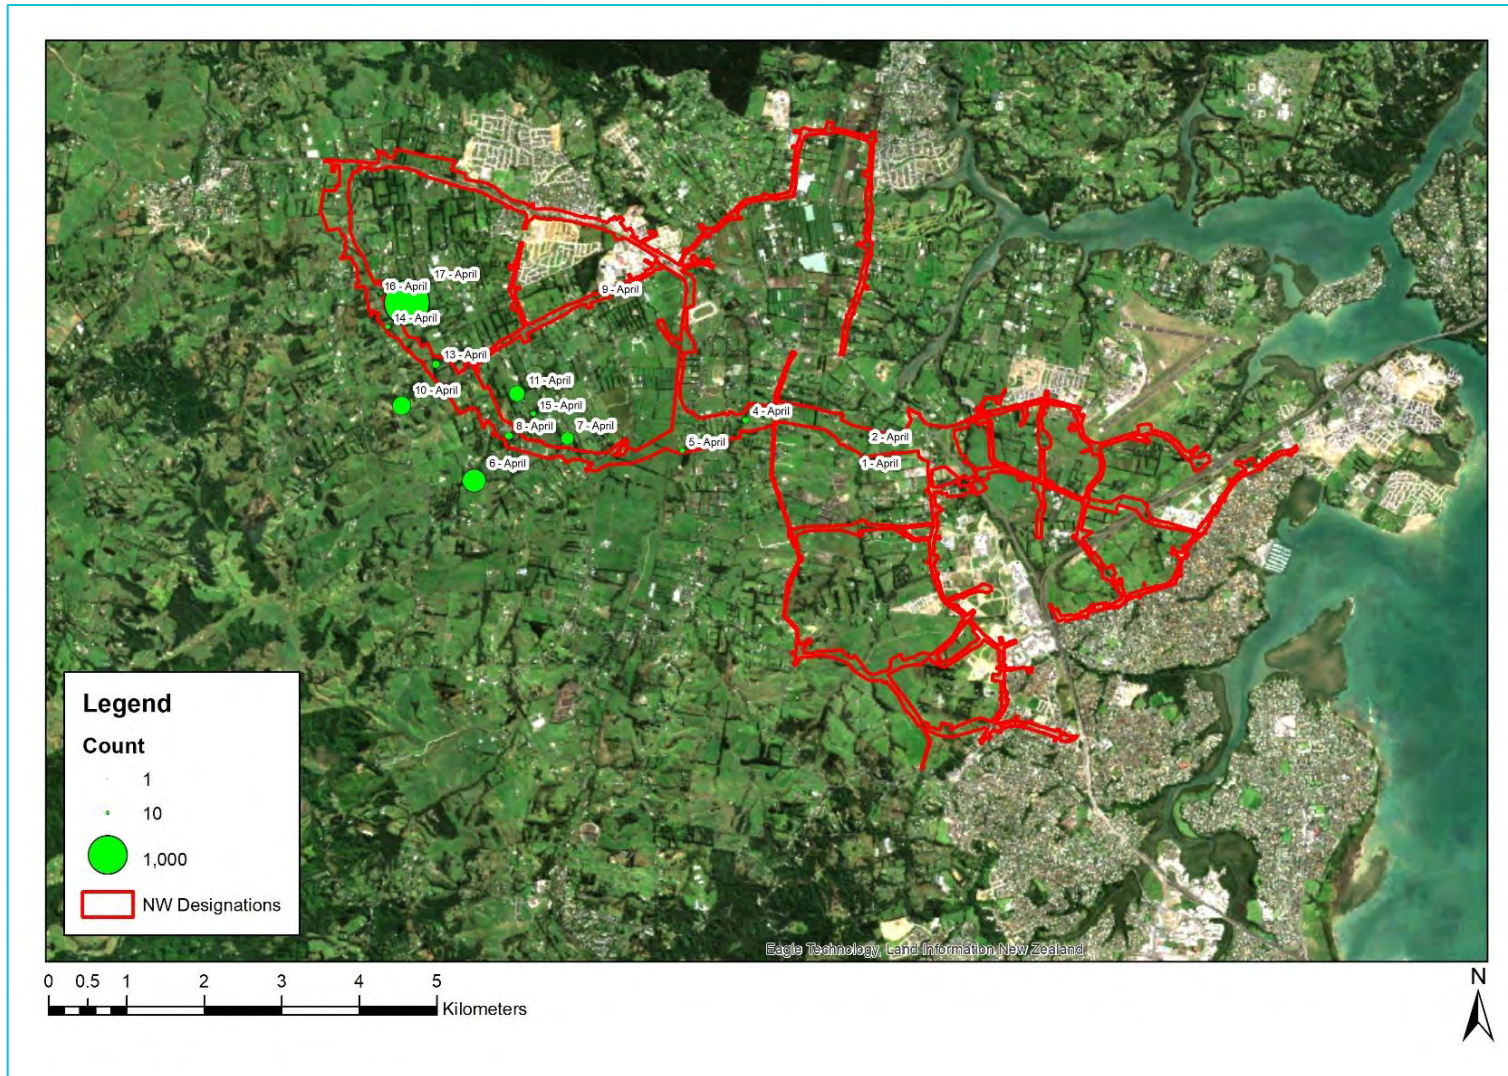 17 - April
16 - April
9 - April
14 - April
13 - April
11 - April
10 - April
15 - April
4 - April
8 - April
7 - April
2 - April
5 - April
6 - April
1 - April
Legend
Count
1
10
1,000
NW Designations
Eagle Technology, Land Information New Zealand
0 0.5 1 2 3 4 5
Kilometers
N